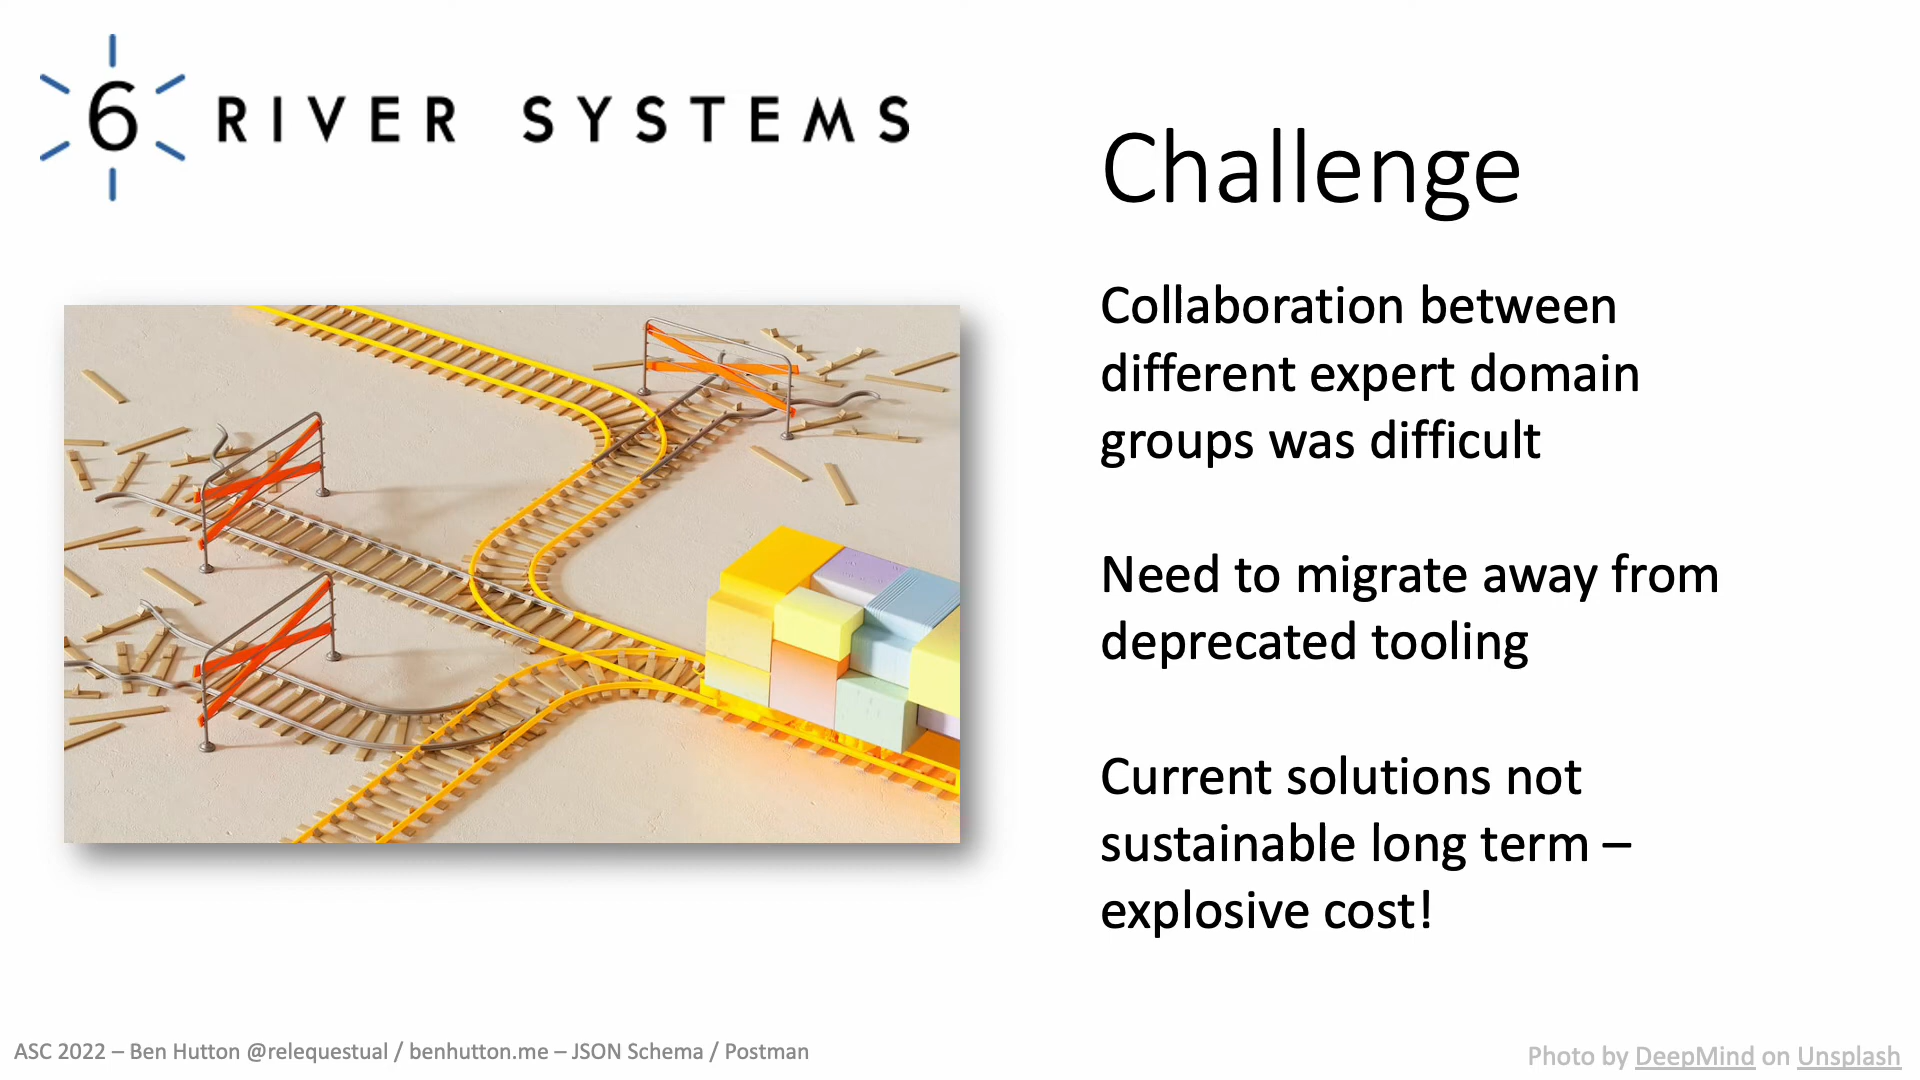 6 RIVER SYSTEMS
Challenge
Collaboration between
different expert domain
groups was difficult
Need to migrate away from
deprecated tooling
Current solutions not
sustainable long term –
explosive cost!
ASC 2022 – Ben Hutton @relequestual / benhutton.me – JSON Schema / Postman
Photo by DeepMind on Unsplash